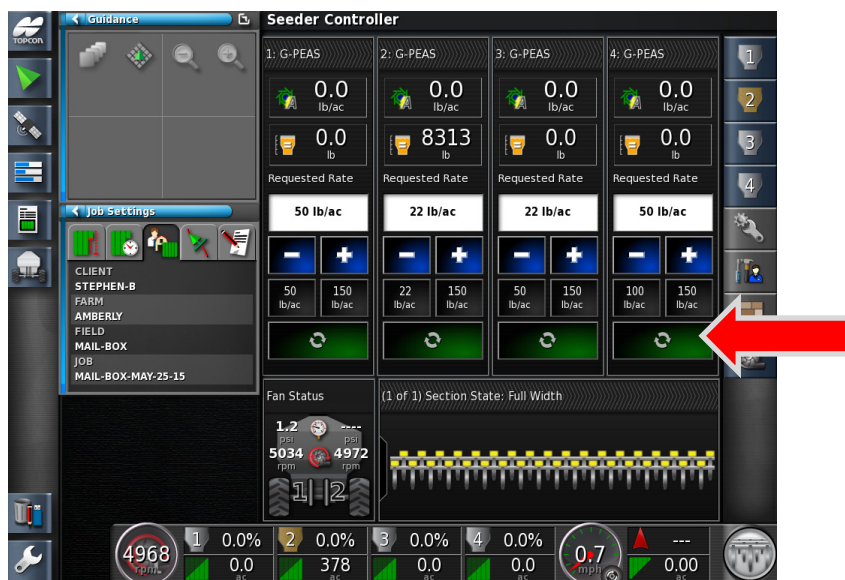 TOPCON
Guidance
Job Settings
CLIENT
STEPHEN-B
FARM
AMBERLY
FIELD
MAIL-BOX
JOB
MAIL-BOX-MAY-25-15
Seeder Controller
1: G-PEAS
0.0
lb/ac
0.0
lb
Requested Rate
50 lb/ac
50 150
lb/ac lb/ac
2: G-PEAS
0.0
lb/ac
8313
lb
Requested Rate
22 lb/ac
22 150
lb/ac lb/ac
3: G-PEAS
0.0
lb/ac
0.0
lb
Requested Rate
22 lb/ac
50 150
lb/ac lb/ac
4: G-PEAS
0.0
lb/ac
0.0
lb
Requested Rate
50 lb/ac
100 150
lb/ac lb/ac
Fan Status
1.2 ----
psi psi
5034 4972
rpm rpm
1 2
(1 of 1) Section State: Full Width
1
2
3
4
4968
rpm
1 0.0%
0.0
ac
2 0.0%
378
ac
3 0.0%
0.0
ac
4 0.0%
0.0
ac
0.7
mph
---
0.00
ac